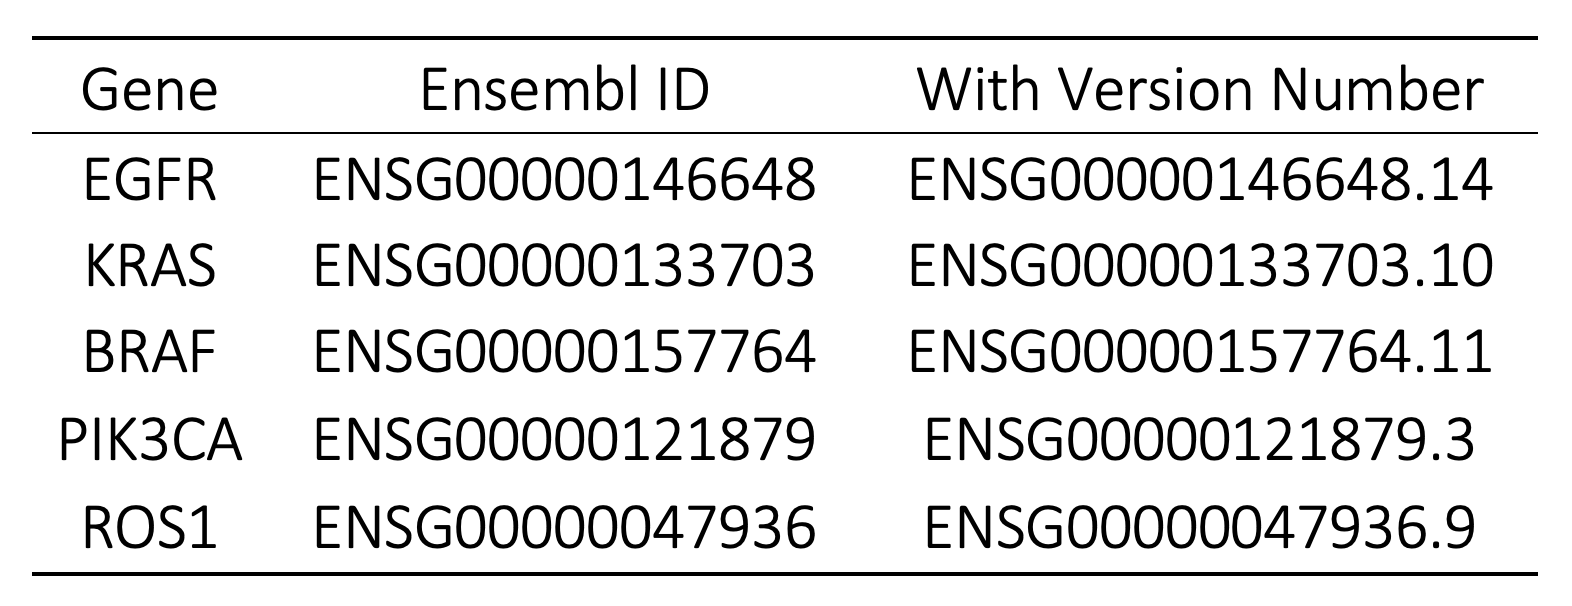 Gene Ensembl ID With Version Number
EGFR ENSG00000146648 ENSG00000146648.14
KRAS ENSG00000133703 ENSG00000133703.10
BRAF ENSG00000157764 ENSG00000157764.11
PIK3CA ENSG00000121879 ENSG00000121879.3
ROS1 ENSG00000047936 ENSG00000047936.9